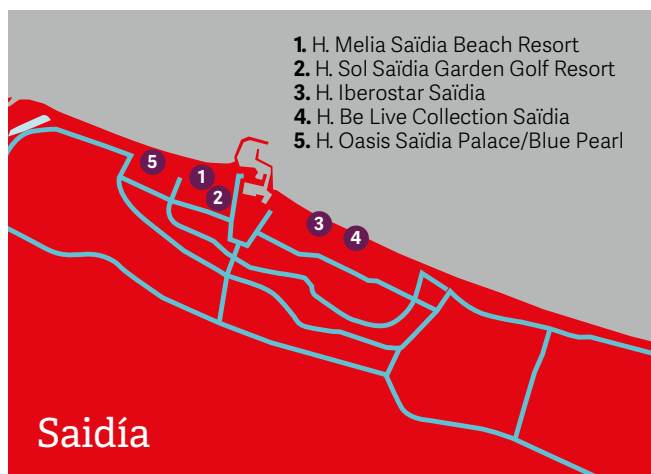 1. H. Melia Saïdia Beach Resort
2. H. Sol Saïdia Garden Golf Resort
3. H. Iberostar Saïdia
4. H. Be Live Collection Saïdia
5. H. Oasis Saïdia Palace/Blue Pearl
5
1
2
3
4
Saidía